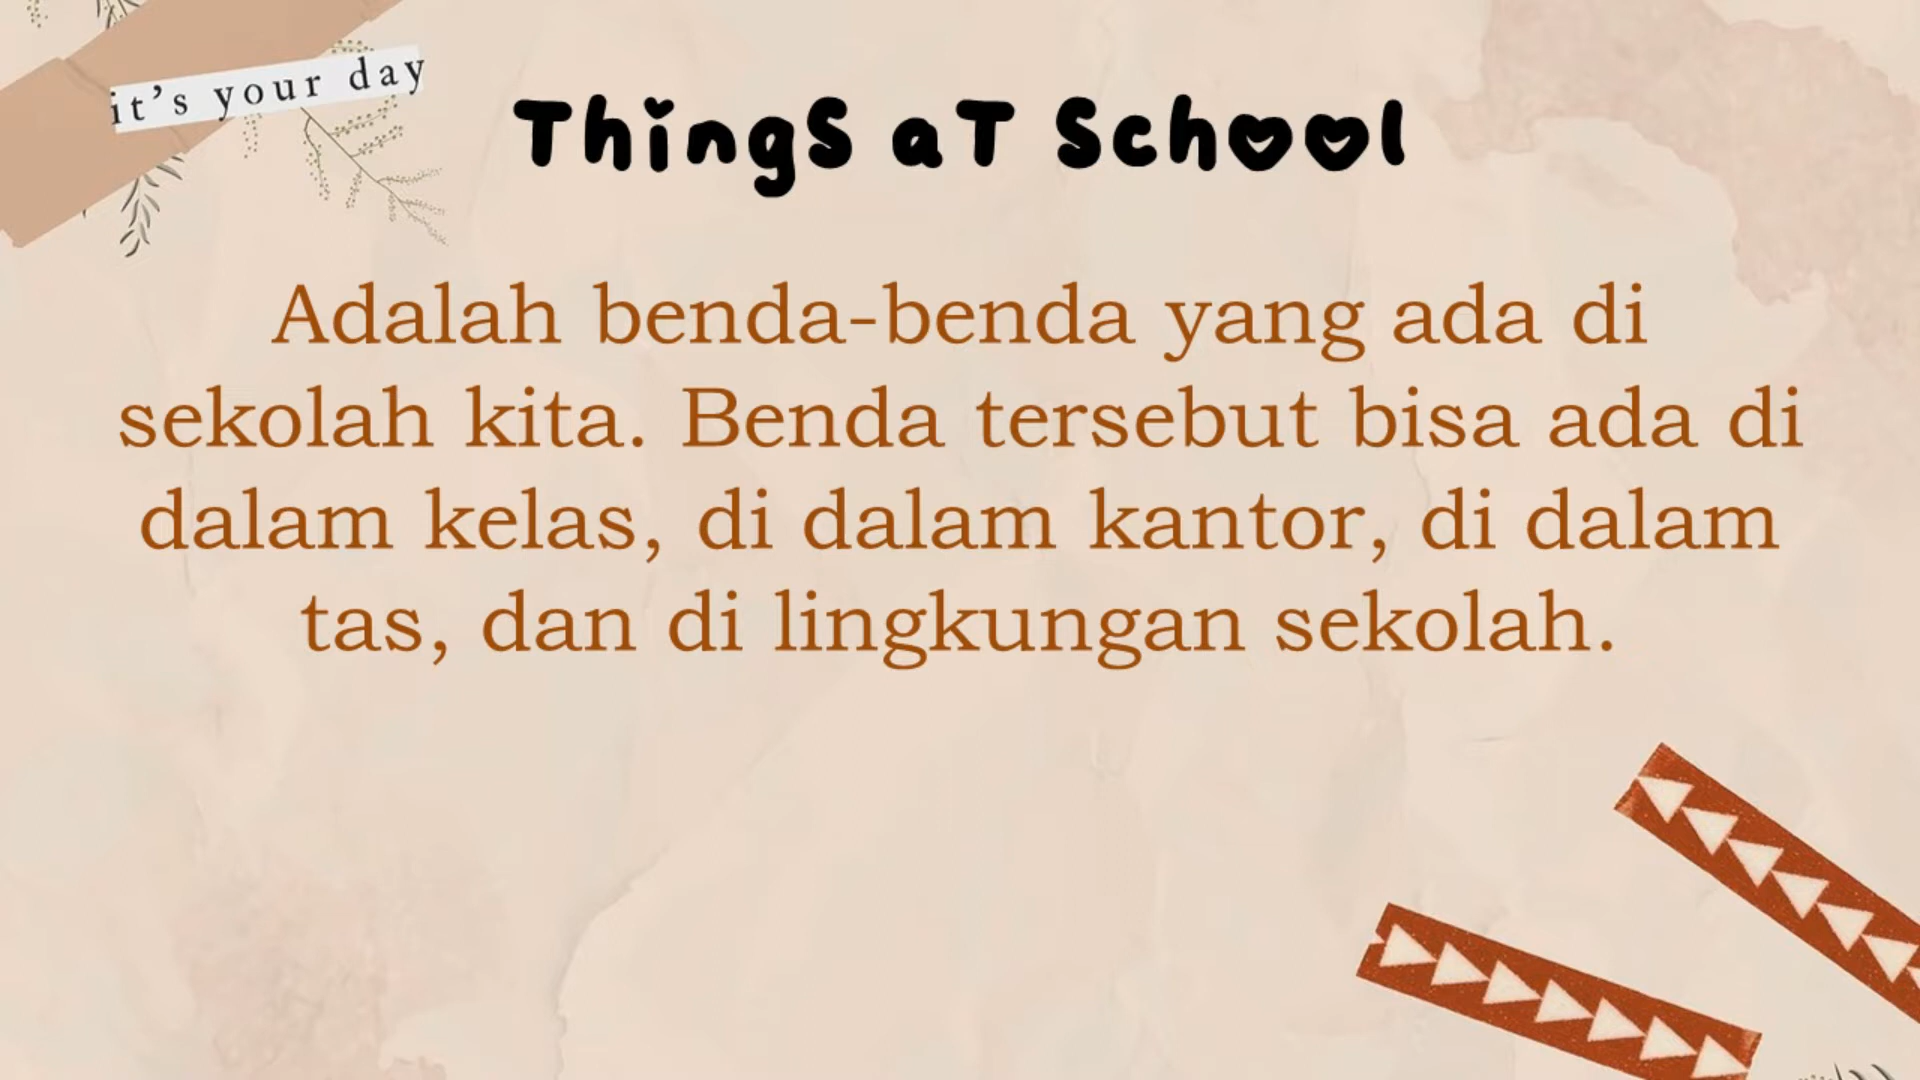 it's your day
ThingS aT School
Adalah benda-benda yang ada di
sekolah kita. Benda tersebut bisa ada di
dalam kelas, di dalam kantor, di dalam
tas, dan di lingkungan sekolah.